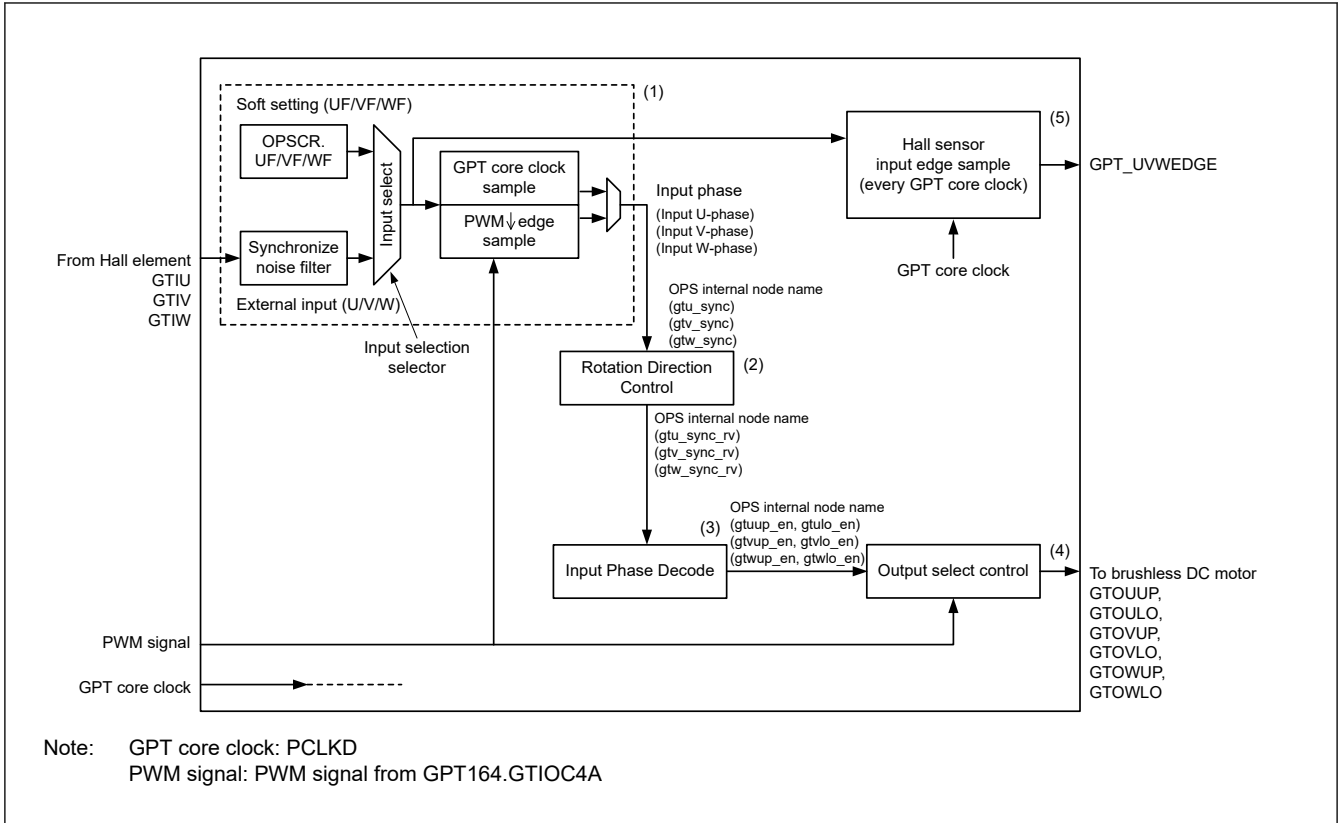 (1)
Soft setting (UF/VF/WF)
OPSCR.
UF/VF/WF
Input select
GPT core clock
sample
PWM↓edge
sample
Synchronize
noise filter
External input (U/V/W)
From Hall element
GTIU
GTIV
GTIW
Input selection
selector
Input phase
(Input U-phase)
(Input V-phase)
(Input W-phase)
(5)
Hall sensor
input edge sample
(every GPT core clock)
GPT_UVWEDGE
GPT core clock
OPS internal node name
(gtu_sync)
(gtv_sync)
(gtw_sync)
(2)
Rotation Direction
Control
OPS internal node name
(gtu_sync_rv)
(gtv_sync_rv)
(gtw_sync_rv)
OPS internal node name
(gtuup_en, gtulo_en)
(gtvup_en, gtvlo_en)
(gtwup_en, gtwlo_en)
(3)
Input Phase Decode
Output select control
(4)
To brushless DC motor
GTOUUP,
GTOULO,
GTOVUP,
GTOVLO,
GTOWUP,
GTOWLO
PWM signal
GPT core clock
Note: GPT core clock: PCLKD
PWM signal: PWM signal from GPT164.GTIOC4A